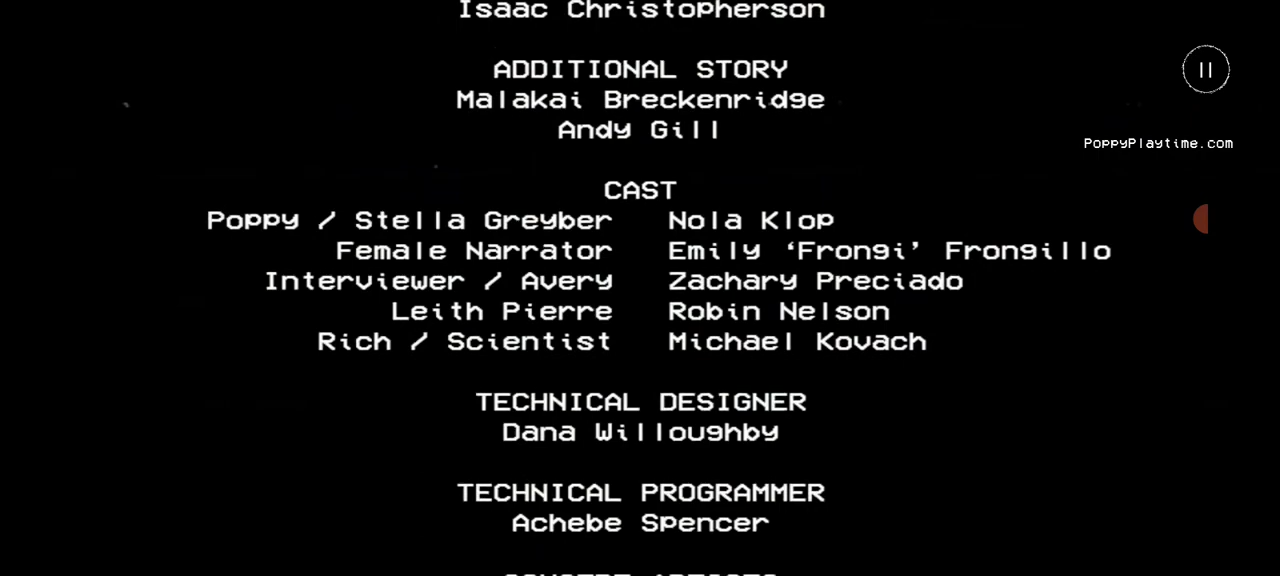 Isaac Christopherson
ADDITIONAL STORY
Malakai Breckenridge
Andy Gill
PoppyPlaytime.com
CAST
Poppy / Stella Greyber Nola Klop
Female Narrator Emily ‘Frongi’ Frongillo
Interviewer / Avery Zachary Preciado
Leith Pierre Robin Nelson
Rich / Scientist Michael Kovach
TECHNICAL DESIGNER
Dana Willoughby
TECHNICAL PROGRAMMER
Achebe Spencer
CONCEPT ARTISTS